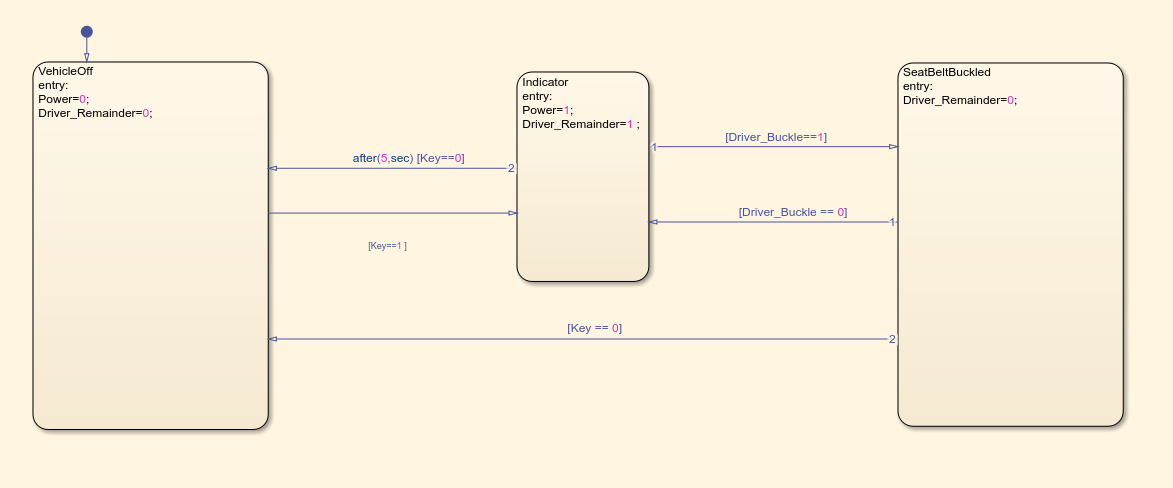 VehicleOff
entry:
Power=0;
Driver_Remainder=0;
Indicator
entry:
Power=1;
Driver_Remainder=1 ;
SeatBeltBuckled
entry:
Driver_Remainder=0;
[Driver_Buckle==1]
1
after(5,sec) [Key==0]
2
[Driver_Buckle == 0]
1
[Key==1 ]
[Key == 0]
2